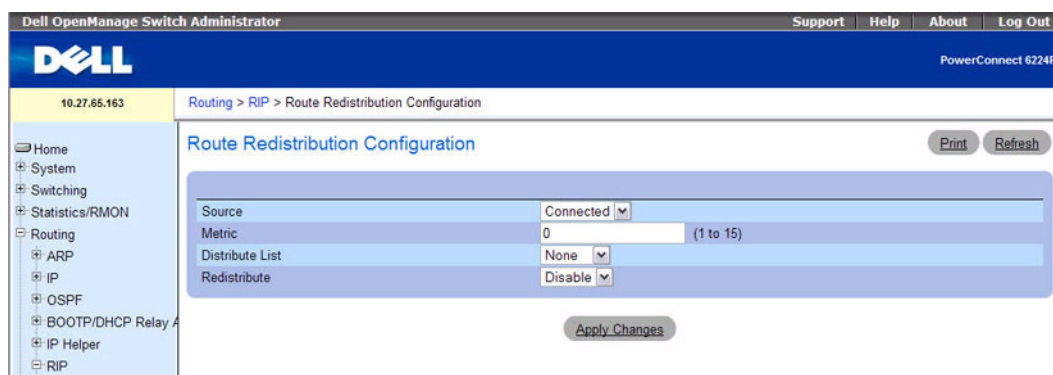 Dell OpenManage Switch Administrator
Support Help About Log Out
DELL
PowerConnect 6224
10.27.65.163
Routing > RIP > Route Redistribution Configuration
Home
System
Switching
Statistics/RMON
Routing
ARP
IP
OSPF
BOOTP/DHCP Relay
IP Helper
RIP
Route Redistribution Configuration
Print Refresh
Source Connected
Metric 0 (1 to 15)
Distribute List None
Redistribute Disable
Apply Changes